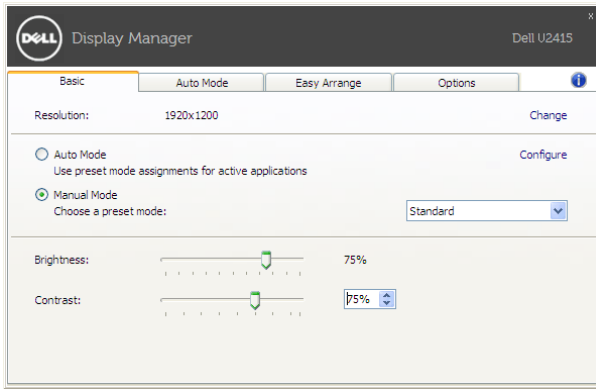 DELL Display Manager Dell U2415 x
Basic Auto Mode Easy Arrange Options i
Resolution: 1920x1200 Change
Auto Mode Configure
Use preset mode assignments for active applications
Manual Mode
Choose a preset mode: Standard
Brightness: 75%
Contrast: 75%